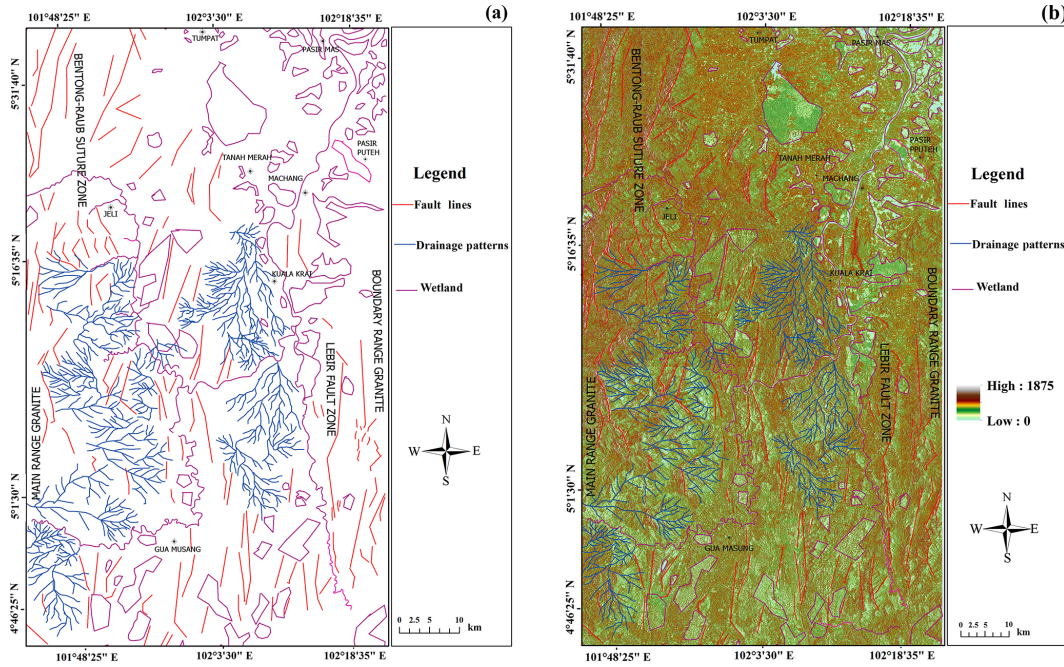 (a)
101°48'25" E
102°3'30" E
102°18'35" E
5°31'40'' N
5°16'35'' N
5°1'30'' N
4°46'25'' N
TUMPAT
PASIR MAS
BENTONG-RAUB SUTURE ZONE
PASIR
PUTEH
TANAH MERAH
MACHANG
JELI
KUALA KRAI
BOUNDARY RANGE GRANITE
LEBIR FAULT ZONE
MAIN RANGE GRANITE
GUA MUSANG
101°48'25" E
102°3'30" E
102°18'35" E
Legend
Fault lines
Drainage patterns
Wetland
N
W E
S
0 2.5 5 10
km
(b)
101°48'25" E
102°3'30" E
102°18'35" E
5°31'40'' N
5°16'35'' N
5°1'30'' N
4°46'25'' N
TUMPAT
PASIR MAS
BENTONG-RAUB SUTURE ZONE
PASIR
PPUTEH
TANAH MERAH
MACHANG
JELI
KUALA KRAI
BOUNDARY RANGE GRANITE
LEBIR FAULT ZONE
MAIN RANGE GRANITE
GUA MASUNG
101°48'25" E
102°3'30" E
102°18'35" E
Legend
Fault lines
Drainage patterns
Wetland
High : 1875
Low : 0
N
W E
S
0 2.5 5 10
km